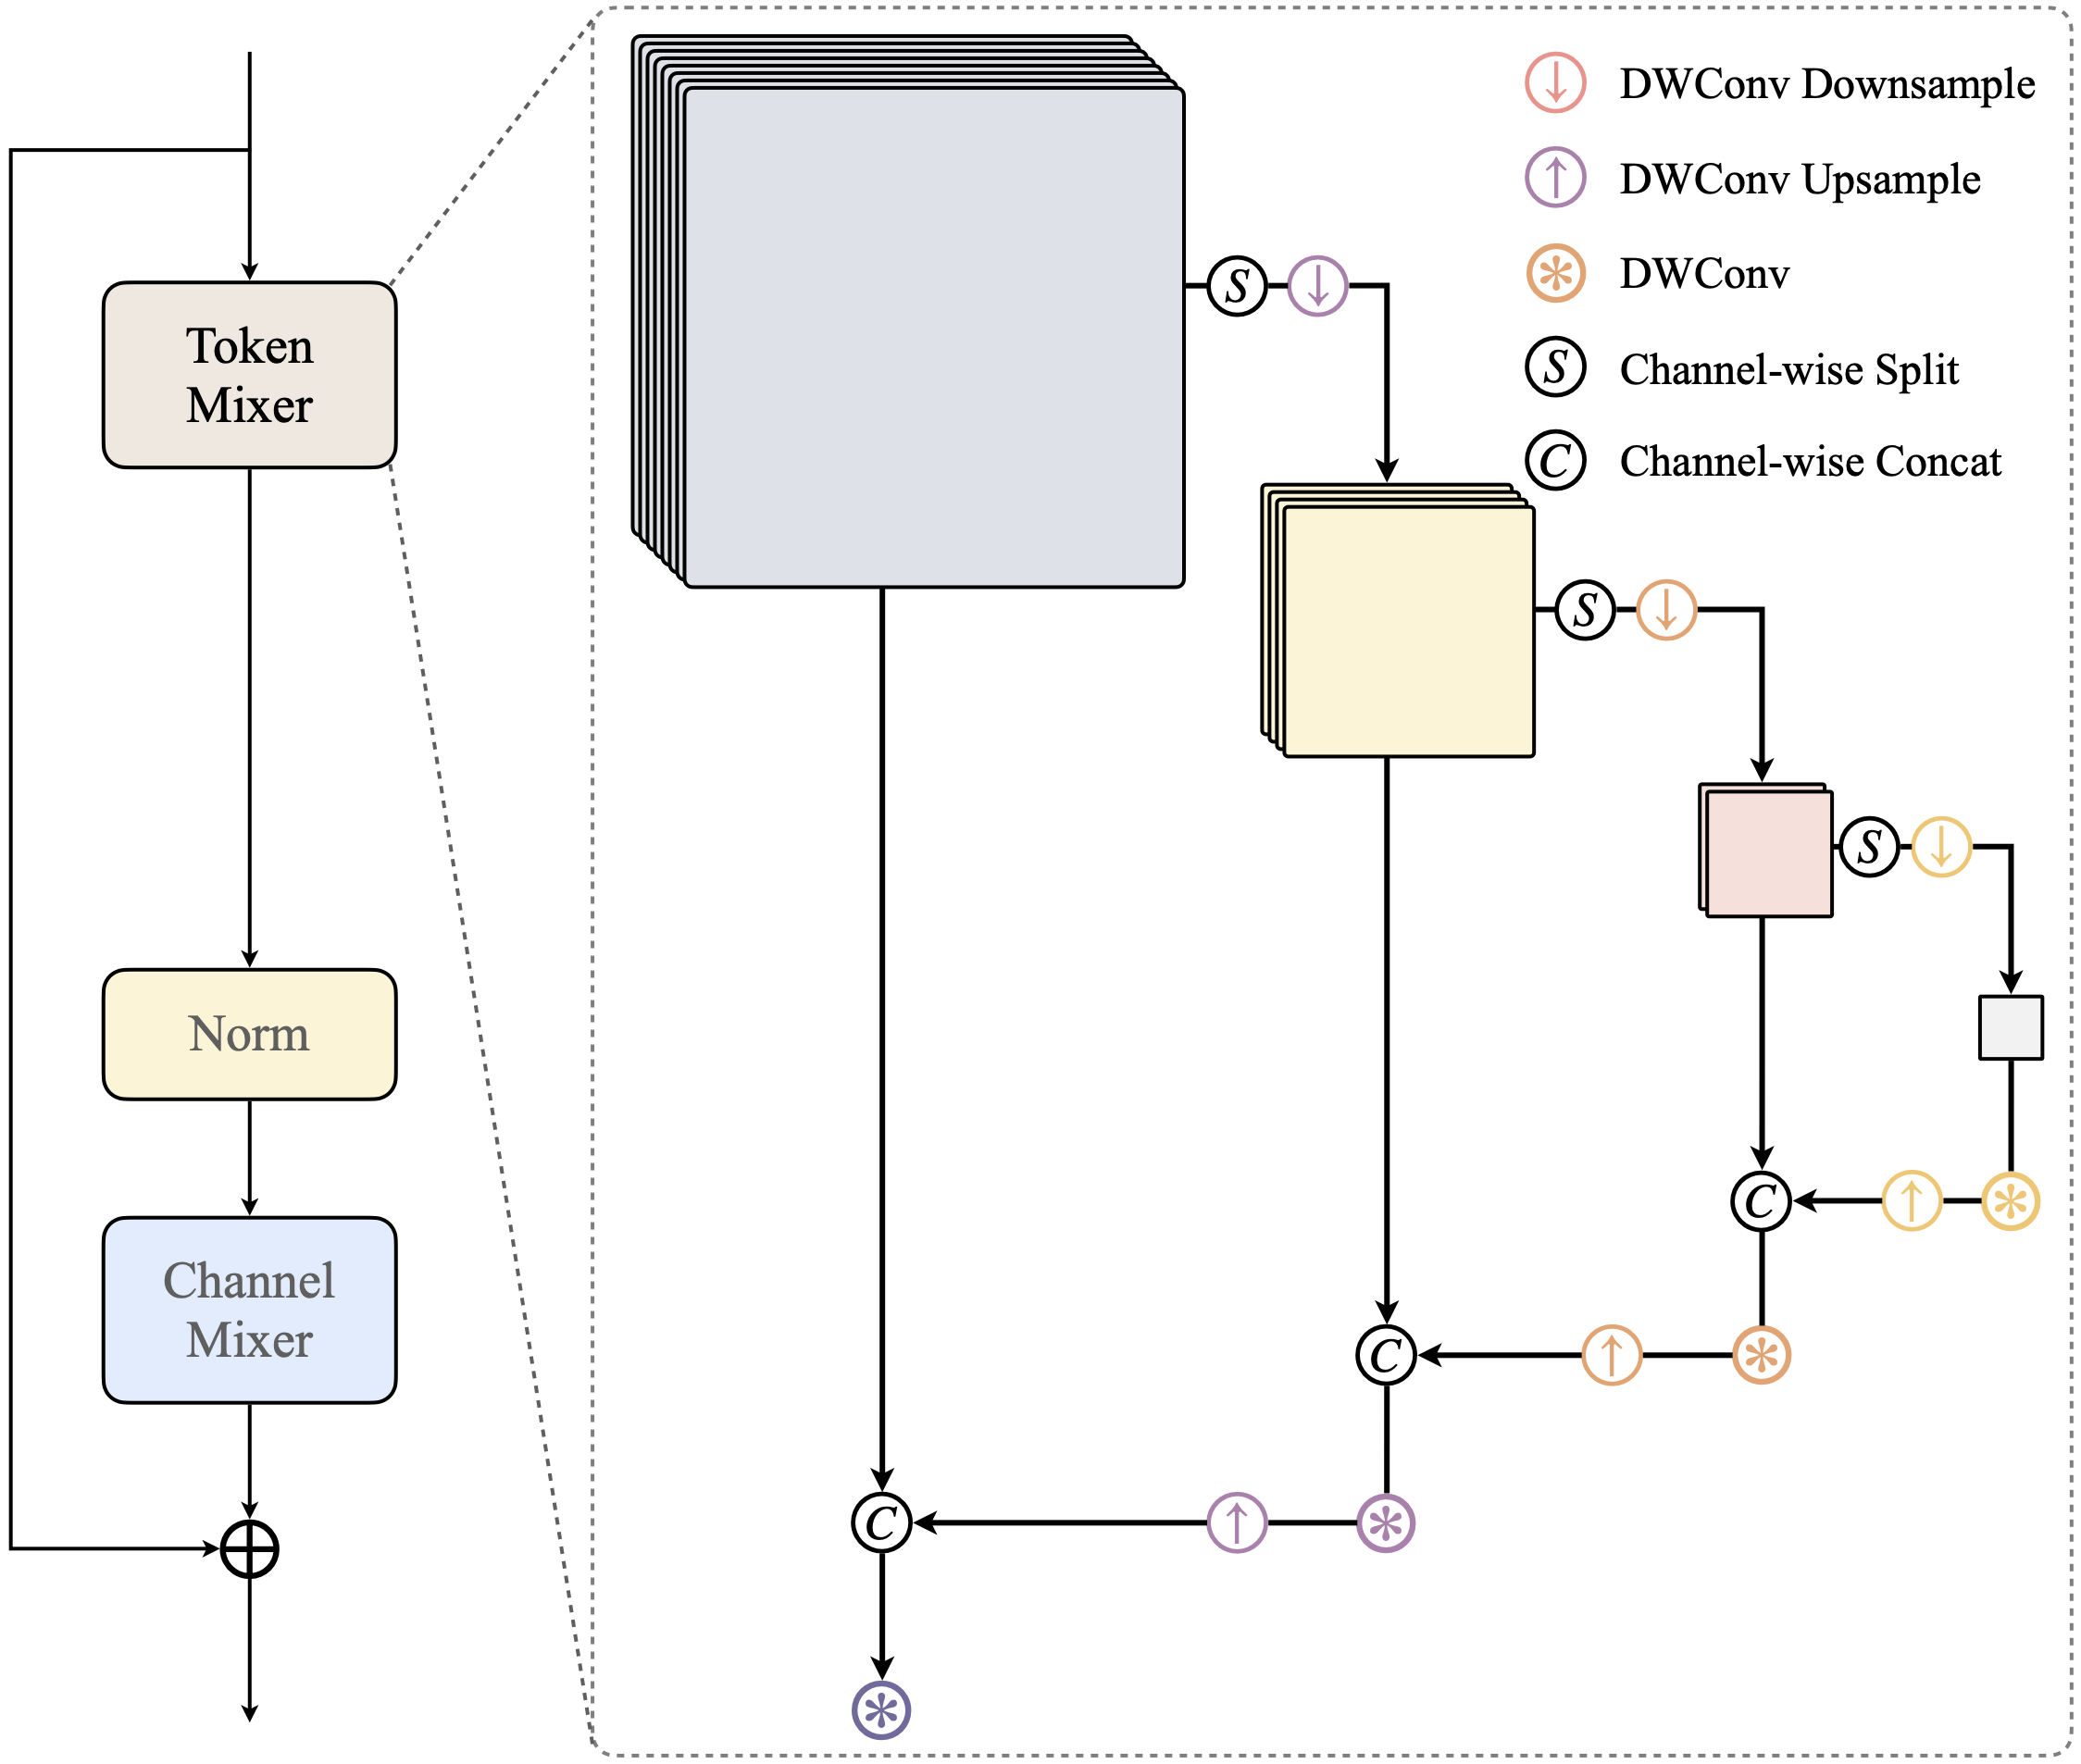 Token
Mixer
Norm
Channel
Mixer
DWConv Downsample
DWConv Upsample
DWConv
S Channel-wise Split
C Channel-wise Concat
S
S
S
C
C
C